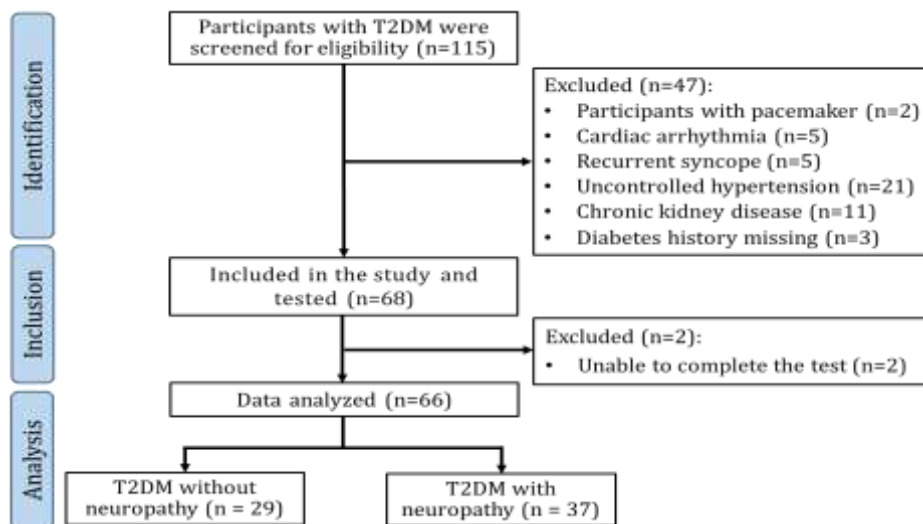 Participants with T2DM were
screened for eligibility (n=115)
Identification
Excluded (n=47):
• Participants with pacemaker (n=2)
• Cardiac arrhythmia (n=5)
• Recurrent syncope (n=5)
• Uncontrolled hypertension (n=21)
• Chronic kidney disease (n=11)
• Diabetes history missing (n=3)
Included in the study and
tested (n=68)
Inclusion
Excluded (n=2):
• Unable to complete the test (n=2)
Data analyzed (n=66)
Analysis
T2DM without
neuropathy (n = 29)
T2DM with
neuropathy (n = 37)